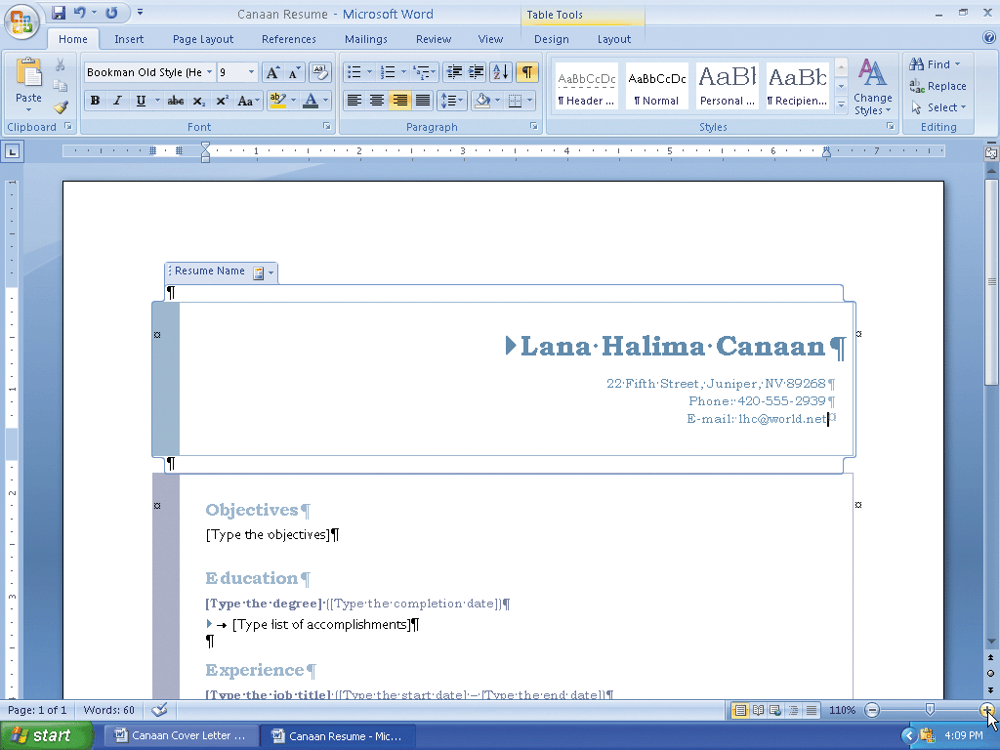 Canaan Resume - Microsoft Word
Table Tools
Home Insert Page Layout References Mailings Review View Design Layout
Paste
Clipboard
Bookman Old Style (He 9
B I U abc X₂ X² Aa
Font
Paragraph
AaBbCcDc AaBbCcDc AaBbl AaBb
¶ Header ... ¶ Normal Personal ... ¶ Recipien...
Styles
Change Styles
Find
Replace
Select
Editing
1 2 3 4 5 6 7
1
1
2
3
Resume Name
¶
Lana·Halima·Canaan¶
22·Fifth·Street,·Juniper,·NV·89268¶
Phone:·420-555-2939¶
E-mail:·lhc@world.net¤
¶
Objectives¶
[Type the objectives]¶
Education¶
[Type·the·degree]·([Type·the·completion·date])¶
→ [Type list of accomplishments]¶
¶
Experience¶
[Type·the·job·title]·([Type·the·start·date]·–·[Type·the·end·date])¶
Page: 1 of 1 Words: 60 110%
start Canaan Cover Letter ... Canaan Resume - Mic... 4:09 PM